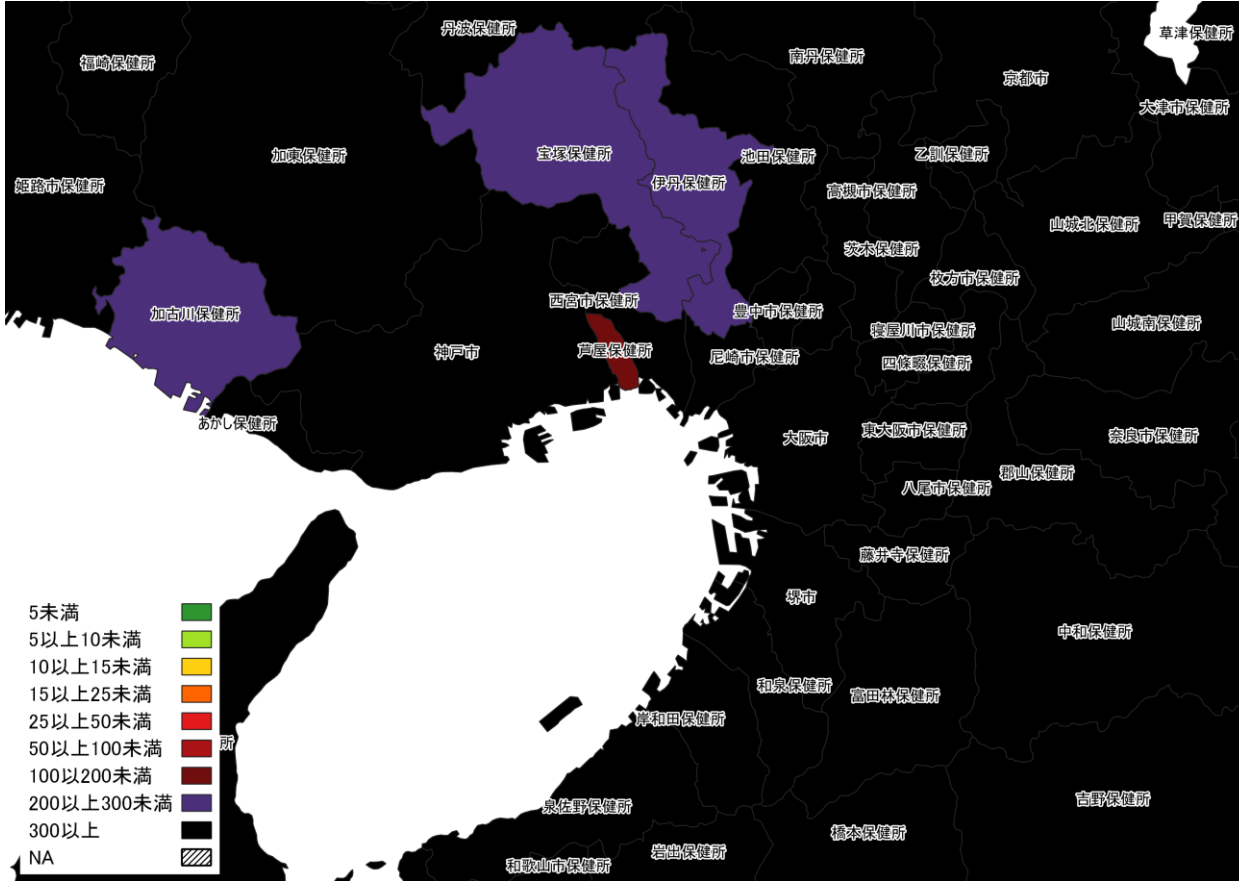 丹波保健所
草津保健所
福崎保健所
南丹保健所
京都市
大津市保健所
加東保健所
宝塚保健所
池田保健所
乙訓保健所
姫路市保健所
伊丹保健所
高槻市保健所
山城北保健所
甲賀保健所
茨木保健所
枚方市保健所
西宮市保健所
加古川保健所
豊中市保健所
寝屋川市保健所
山城南保健所
神戸市
芦屋保健所
尼崎市保健所
四條畷保健所
あかし保健所
大阪市
東大阪市保健所
奈良市保健所
郡山保健所
八尾市保健所
藤井寺保健所
堺市
中和保健所
和泉保健所
富田林保健所
岸和田保健所
泉佐野保健所
吉野保健所
橋本保健所
岩出保健所
和歌山市保健所
所
5未満
5以上10未満
10以上15未満
15以上25未満
25以上50未満
50以上100未満
100以200未満
200以上300未満
300以上
NA